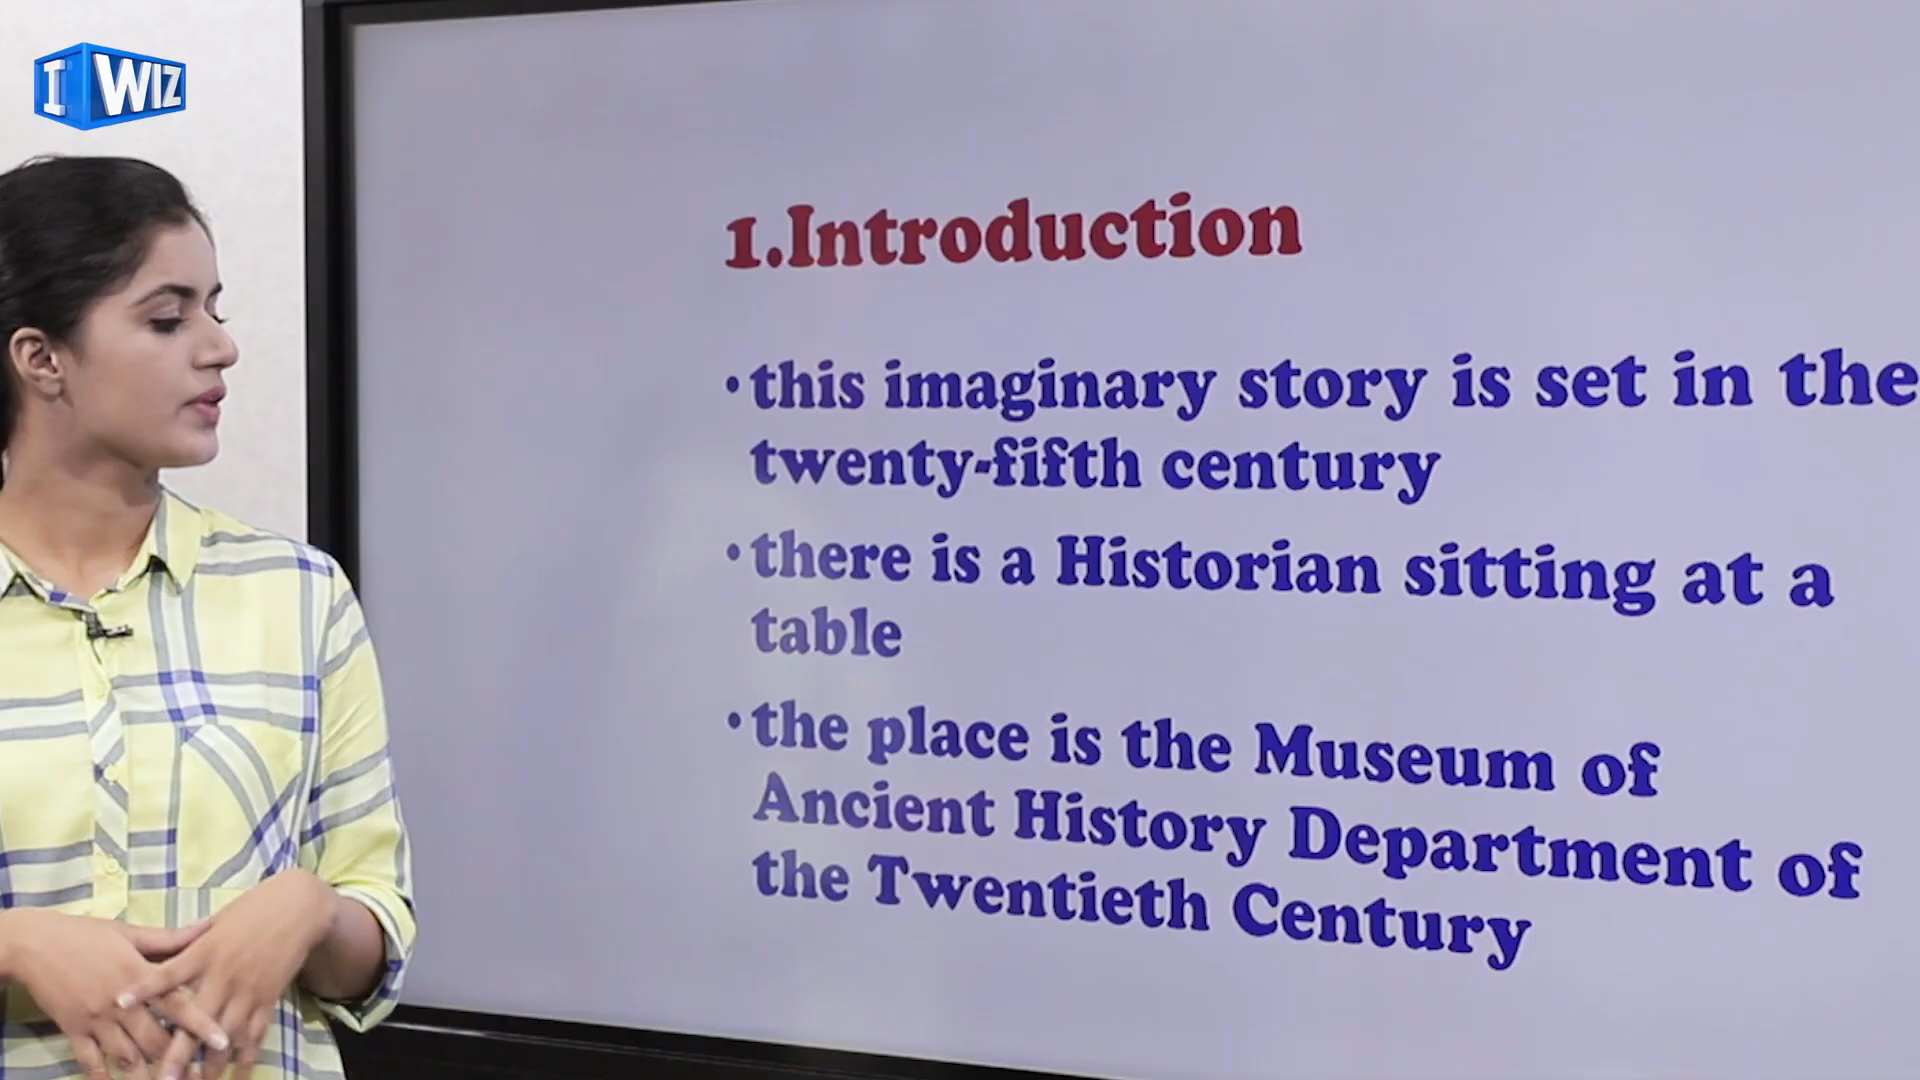 I WIZ
1.Introduction
•this imaginary story is set in the
twenty-fifth century
•there is a Historian sitting at a
table
•the place is the Museum of
Ancient History Department of
the Twentieth Century